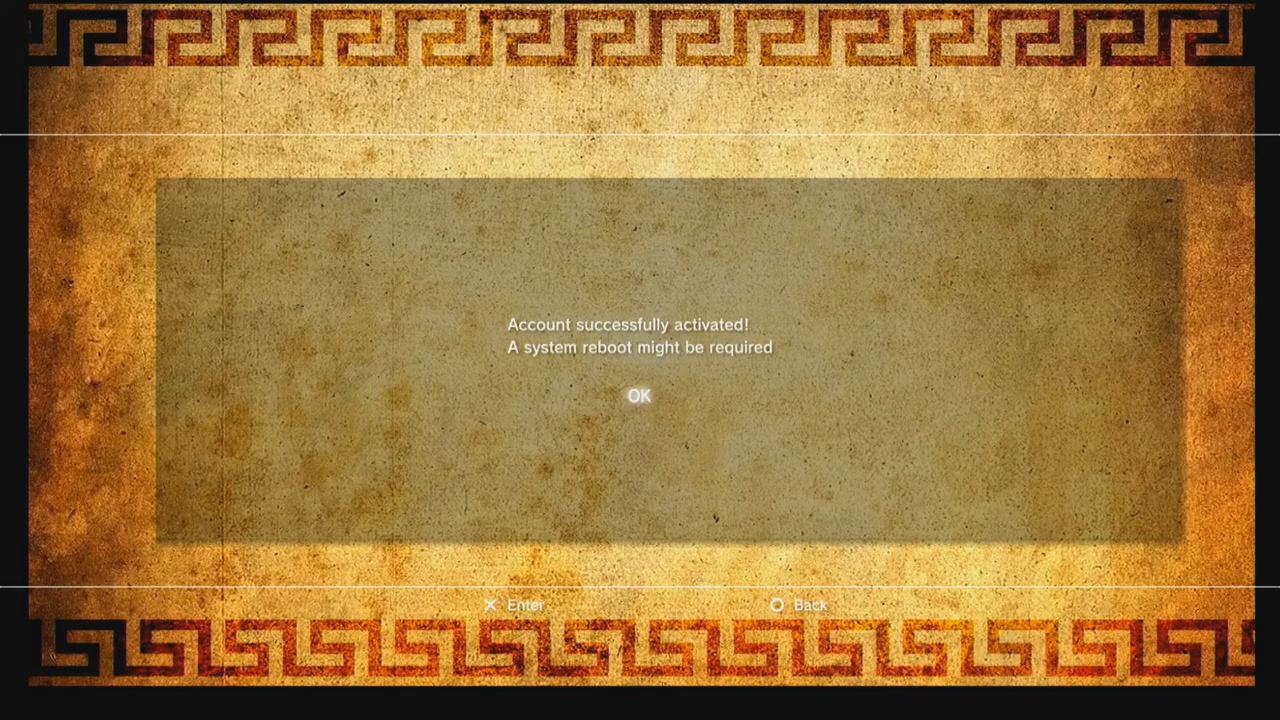 Account successfully activated!
A system reboot might be required
OK
Enter
Back